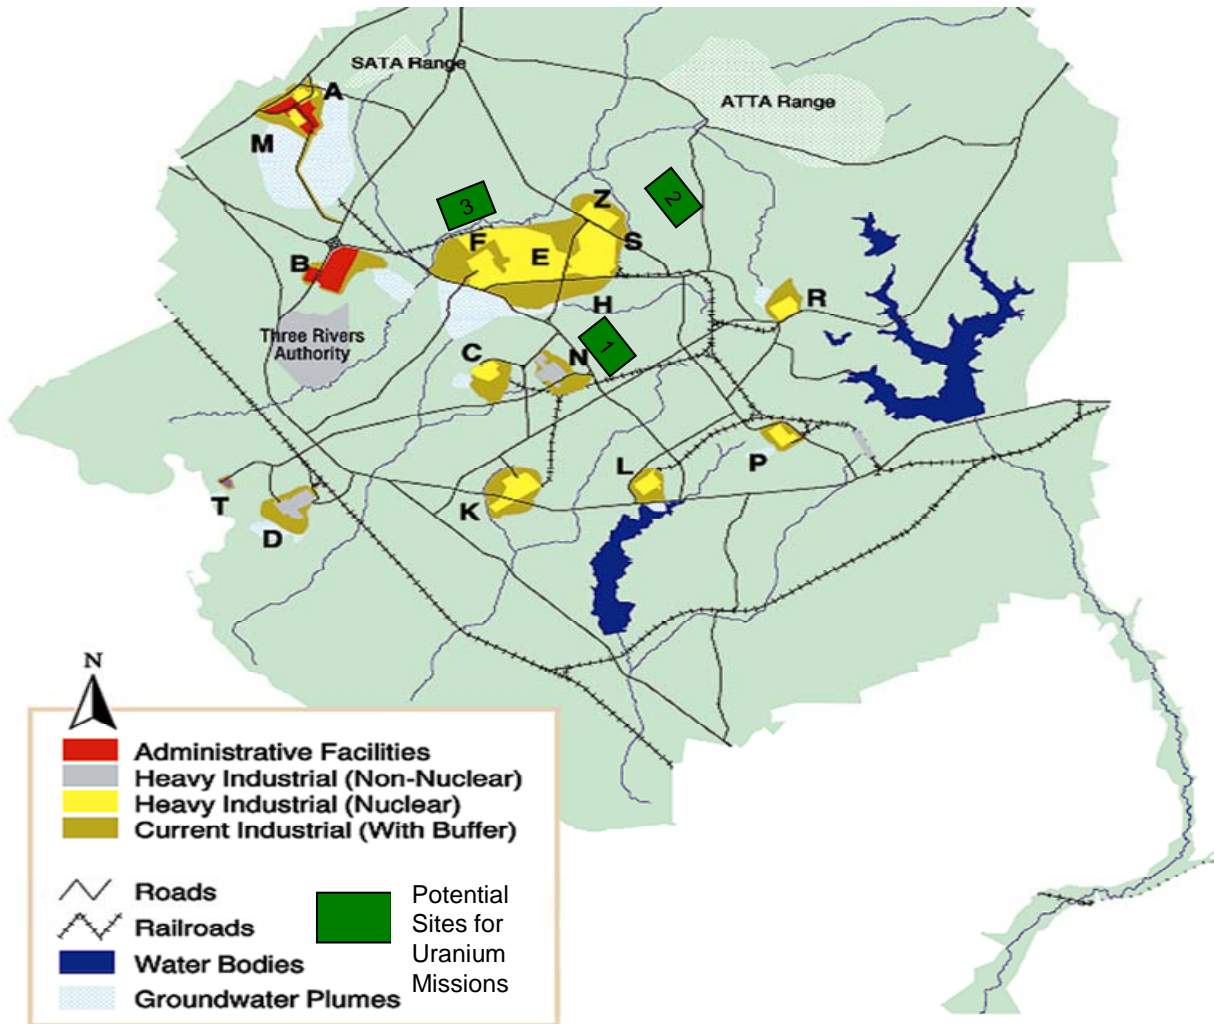 SATA Range
A
ATTA Range
M
2
Z
3
F
S
E
B
R
H
Three Rivers
Authority
1
C
N
L
P
T
K
D
N
Administrative Facilities
Heavy Industrial (Non-Nuclear)
Heavy Industrial (Nuclear)
Current Industrial (With Buffer)
Roads
Railroads
Water Bodies
Groundwater Plumes
Potential
Sites for
Uranium
Missions